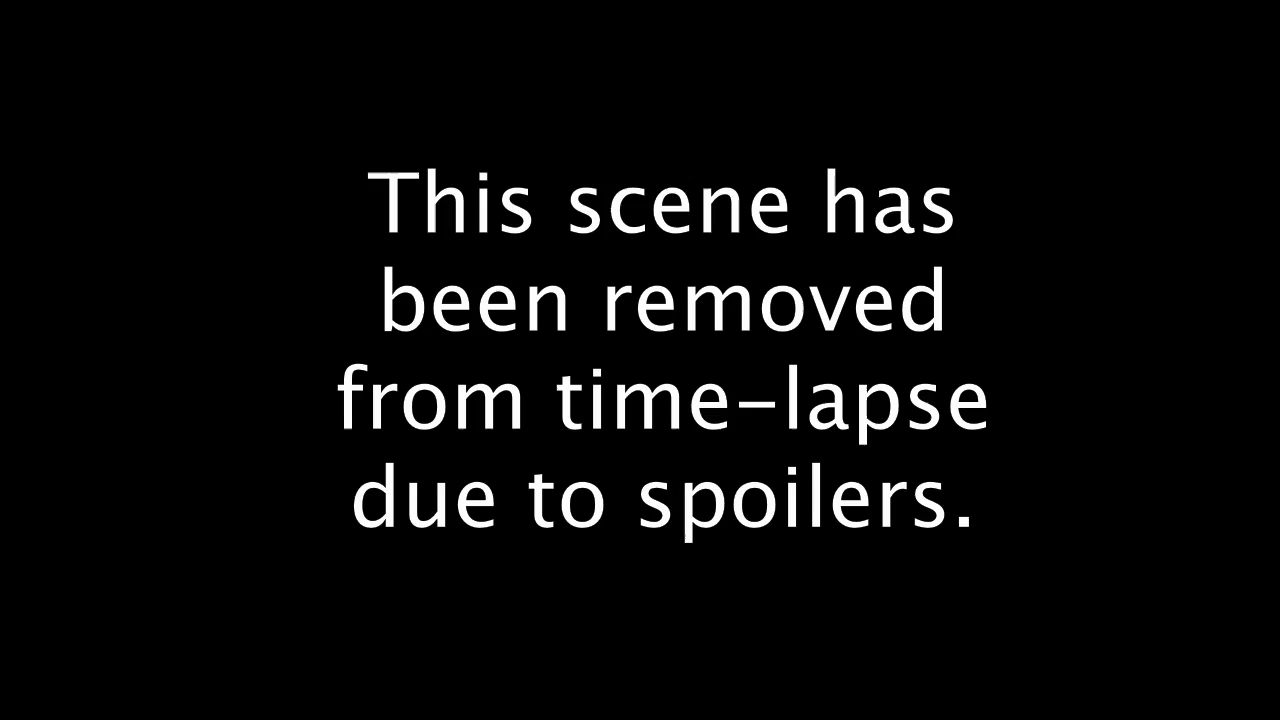 This scene has
been removed
from time-lapse
due to spoilers.